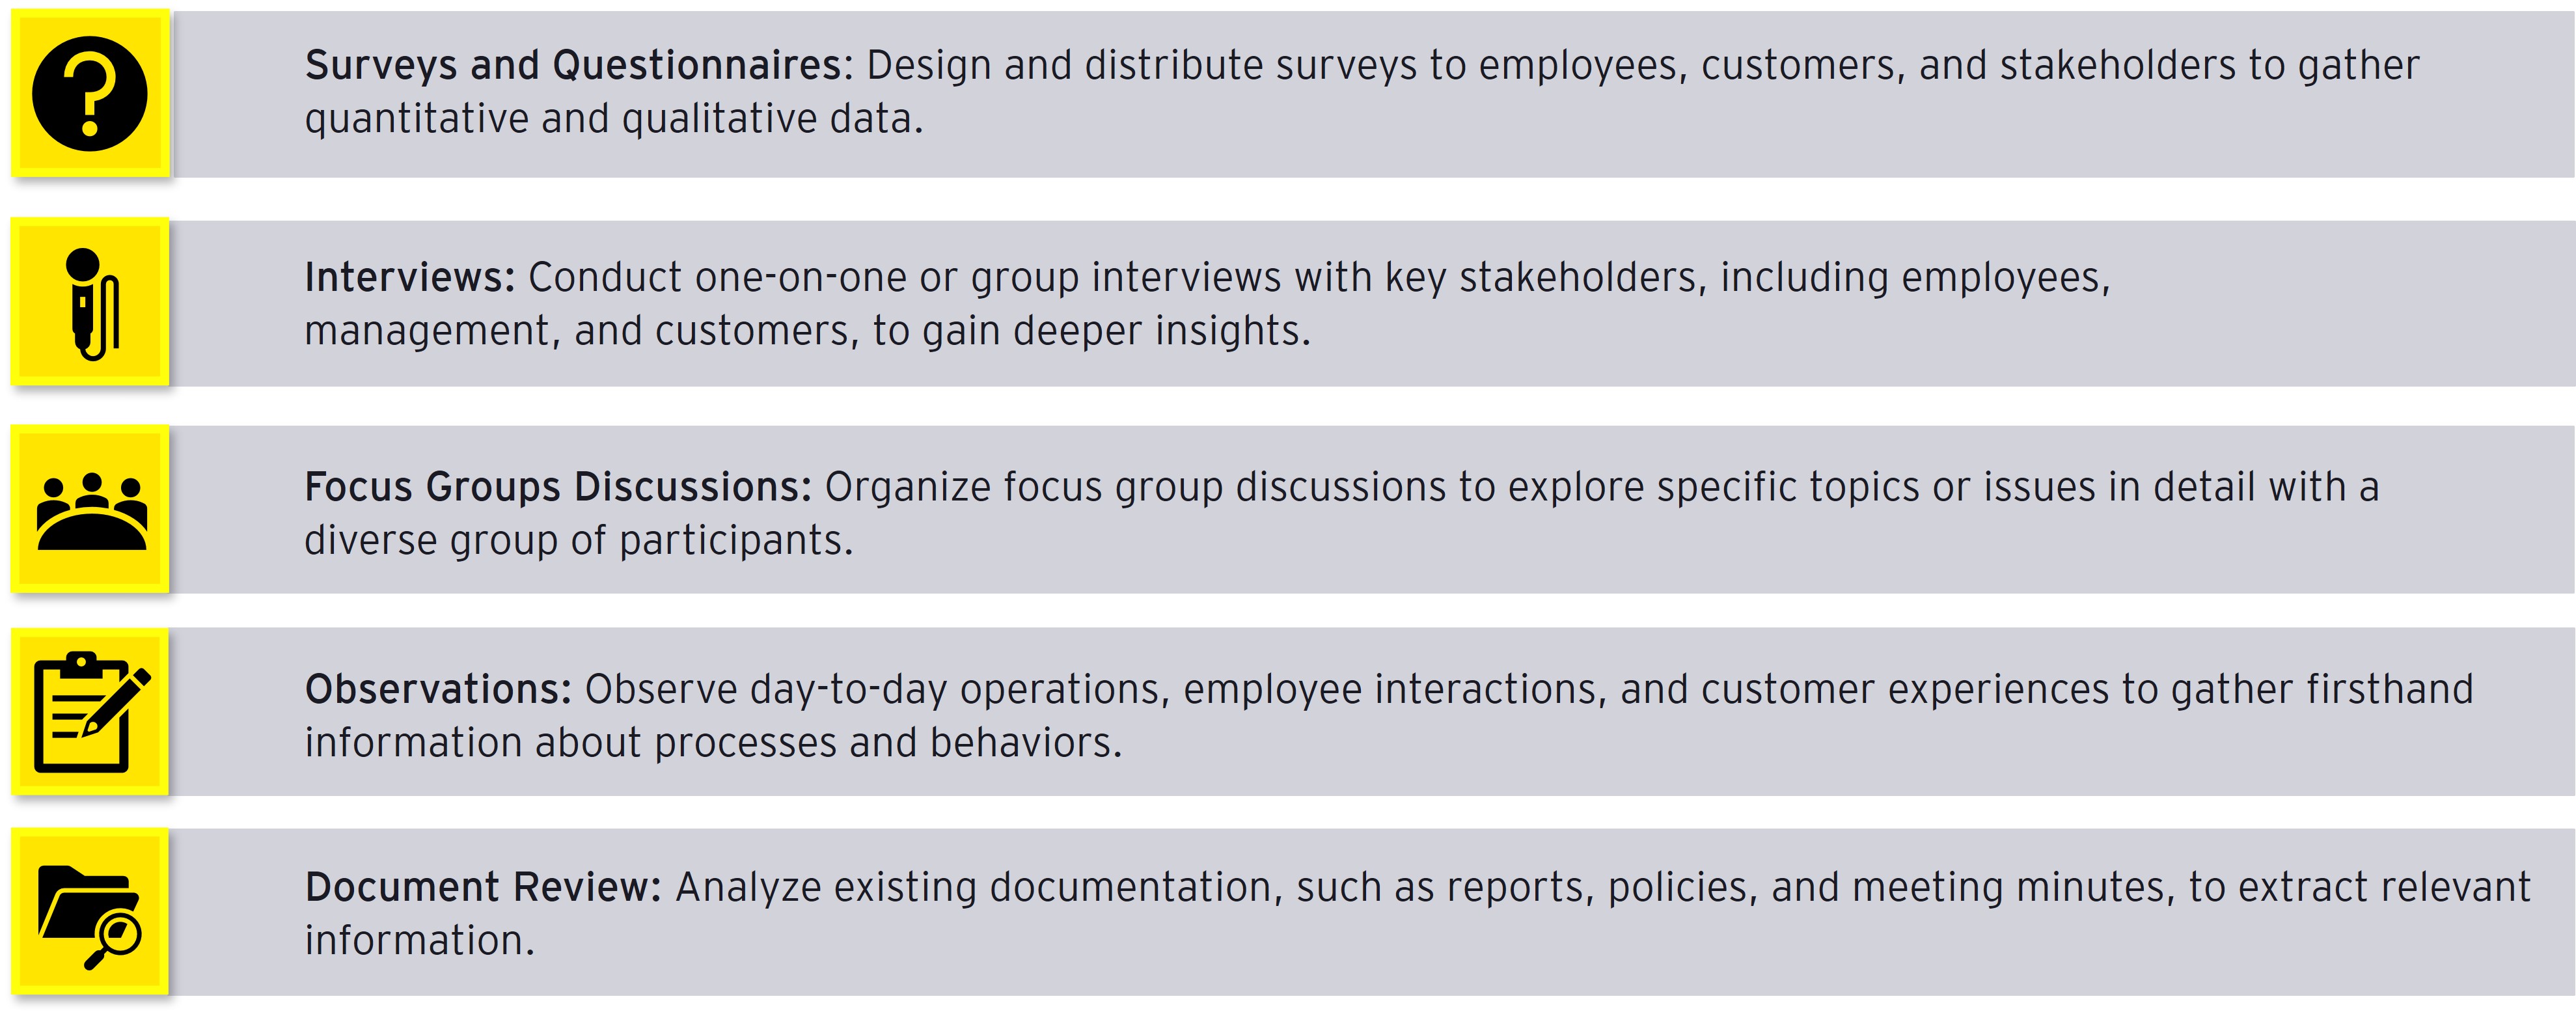 Surveys and Questionnaires: Design and distribute surveys to employees, customers, and stakeholders to gather
quantitative and qualitative data.
Interviews: Conduct one-on-one or group interviews with key stakeholders, including employees,
management, and customers, to gain deeper insights.
Focus Groups Discussions: Organize focus group discussions to explore specific topics or issues in detail with a
diverse group of participants.
Observations: Observe day-to-day operations, employee interactions, and customer experiences to gather firsthand
information about processes and behaviors.
Document Review: Analyze existing documentation, such as reports, policies, and meeting minutes, to extract relevant
information.